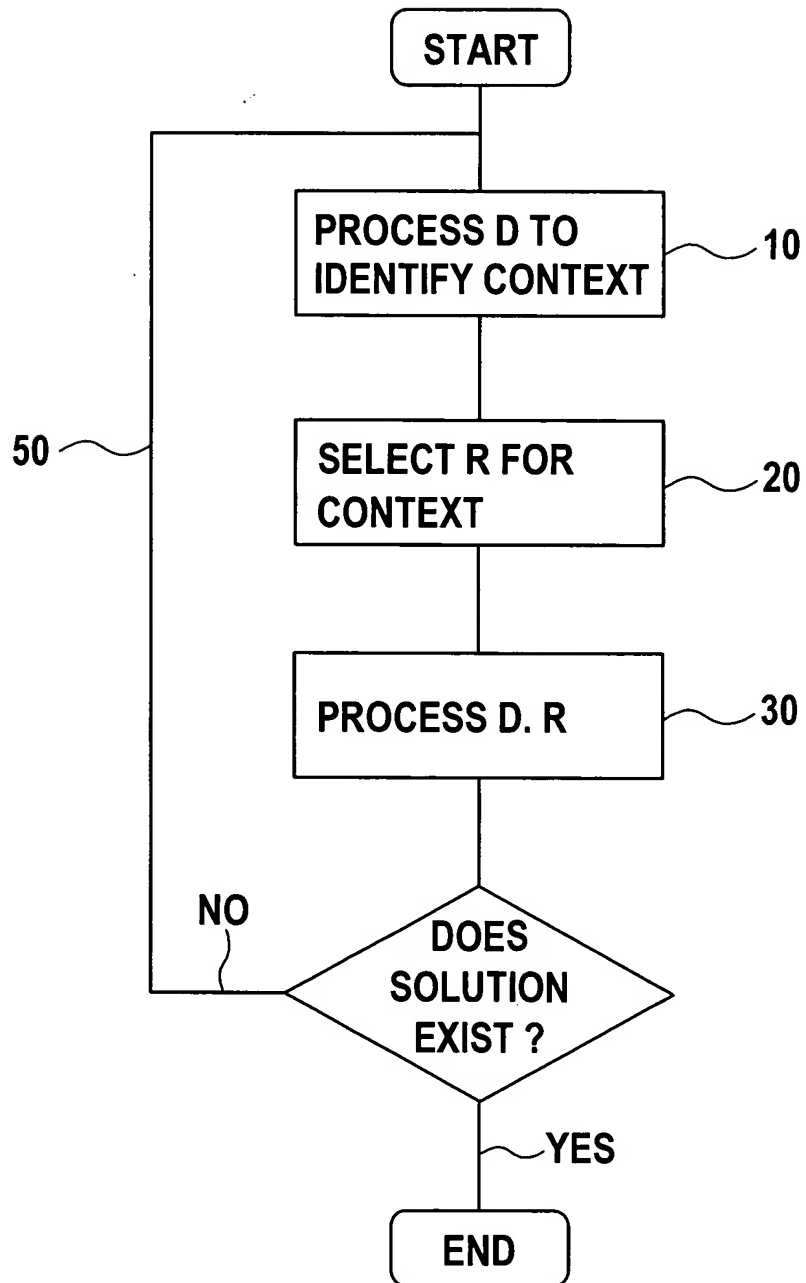 START
PROCESS D TO
IDENTIFY CONTEXT
10
50
SELECT R FOR
CONTEXT
20
PROCESS D. R
30
NO
DOES
SOLUTION
EXIST ?
YES
END